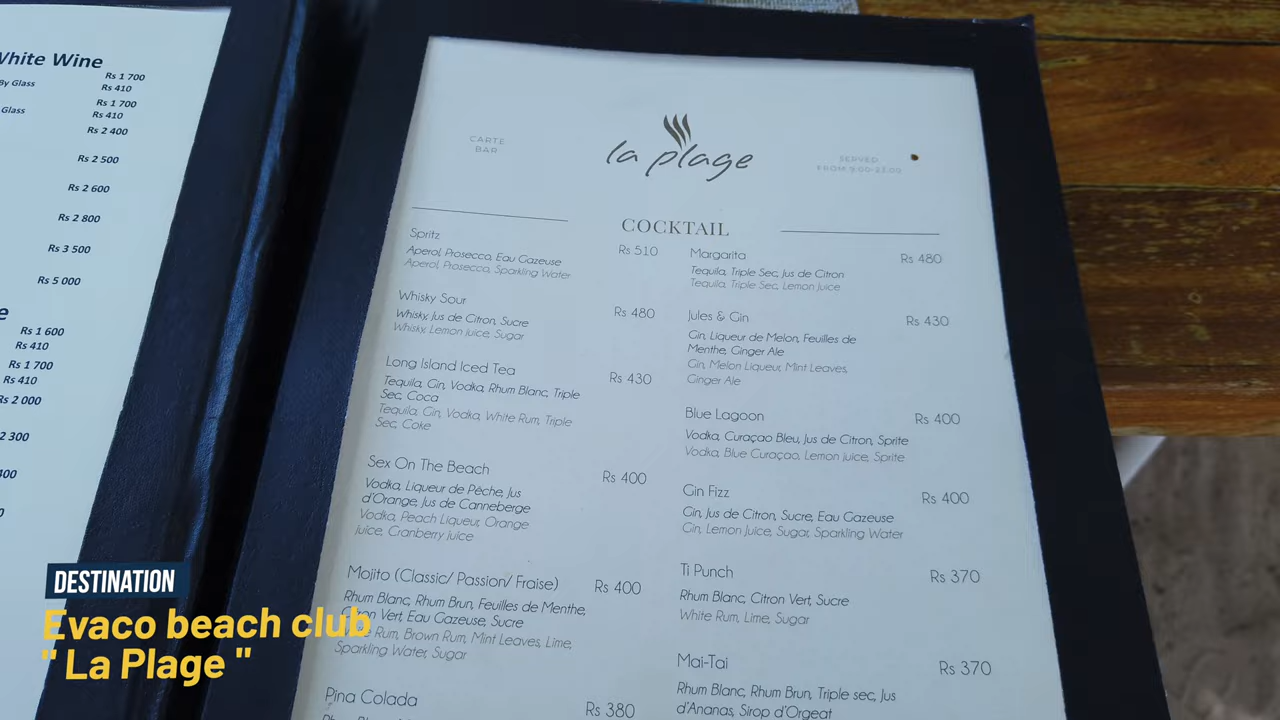 White Wine
By Glass
Rs 1 700
Rs 410
Glass
Rs 1 700
Rs 410
Rs 2 400
Rs 2 500
Rs 2 600
Rs 2 800
Rs 3 500
Rs 5 000
Rs 1 600
Rs 410
Rs 1 700
Rs 410
Rs 2 000
2 300
CARTE
BAR
la plage
SERVED
FROM 9.00-23.00
COCKTAIL
Spritz
Rs 510
Aperol, Prosecco, Eau Gazeuse
Aperol, Prosecco, Sparkling Water
Whisky Sour
Rs 480
Whisky, Jus de Citron, Sucre
Whisky, Lemon juice, Sugar
Long Island Iced Tea
Rs 430
Tequila, Gin, Vodka, Rhum Blanc, Triple
Sec, Coca
Tequila, Gin, Vodka, White Rum, Triple
Sec, Coke
Sex On The Beach
Rs 400
Vodka, Liqueur de Pêche, Jus
d'Orange, Jus de Canneberge
Vodka, Peach Liqueur, Orange
juice, Cranberry juice
Mojito (Classic/ Passion/ Fraise)
Rs 400
Rhum Blanc, Rhum Brun, Feuilles de Menthe,
Vert, Eau Gazeuse, Sucre
Rum, Brown Rum, Mint Leaves, Lime,
Sparkling Water, Sugar
Pina Colada
Rs 380
Margarita
Rs 480
Tequila, Triple Sec, Jus de Citron
Tequila, Triple Sec, Lemon Juice
Jules & Gin
Rs 430
Gin, Liqueur de Melon, Feuilles de
Menthe, Ginger Ale
Gin, Melon Liqueur, Mint Leaves,
Ginger Ale
Blue Lagoon
Rs 400
Vodka, Curaçao Bleu, Jus de Citron, Sprite
Vodka, Blue Curaçao, Lemon juice, Sprite
Gin Fizz
Rs 400
Gin, Jus de Citron, Sucre, Eau Gazeuse
Gin, Lemon Juice, Sugar, Sparkling Water
Ti Punch
Rs 370
Rhum Blanc, Citron Vert, Sucre
White Rum, Lime, Sugar
Mai-Tai
Rs 370
Rhum Blanc, Rhum Brun, Triple sec, Jus
d'Ananas, Sirop d'Orgeat
DESTINATION
Evaco beach club
" La Plage "